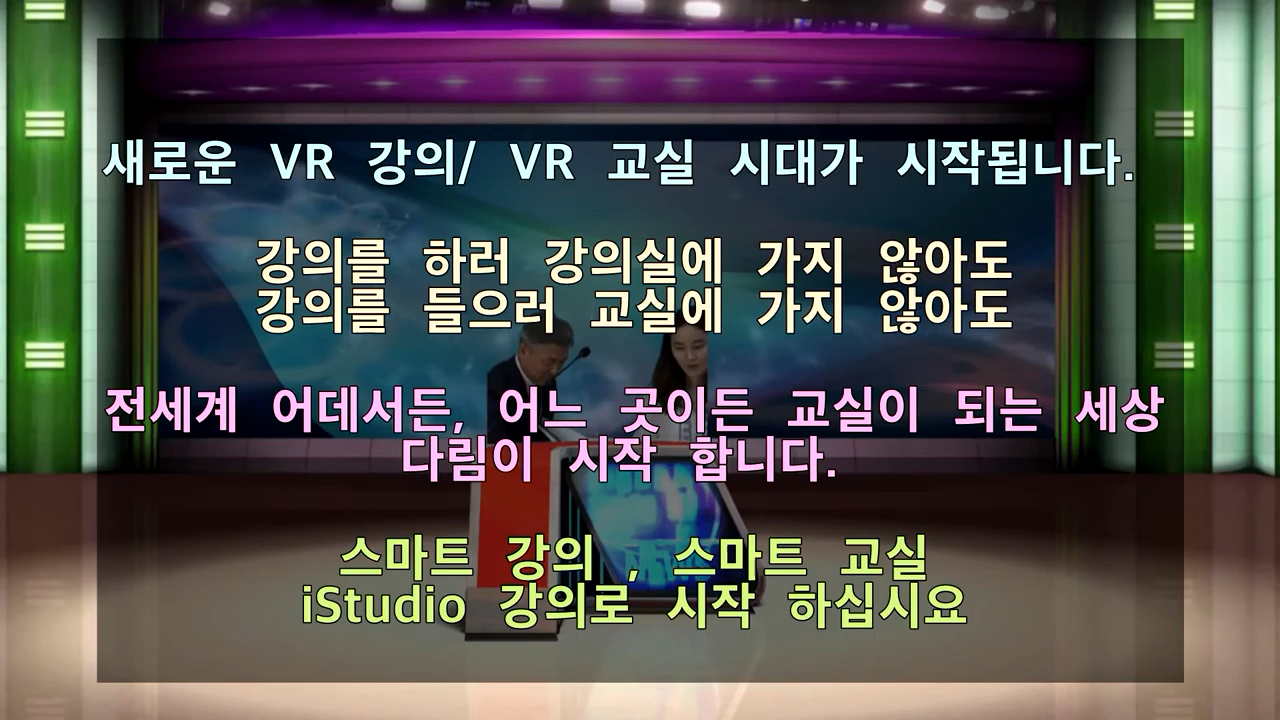 새로운 VR 강의/ VR 교실 시대가 시작됩니다.
강의를 하러 강의실에 가지 않아도
강의를 들으러 교실에 가지 않아도
전세계 어데서든, 어느 곳이든 교실이 되는 세상
다림이 시작 합니다.
스마트 강의 , 스마트 교실
iStudio 강의로 시작 하십시요